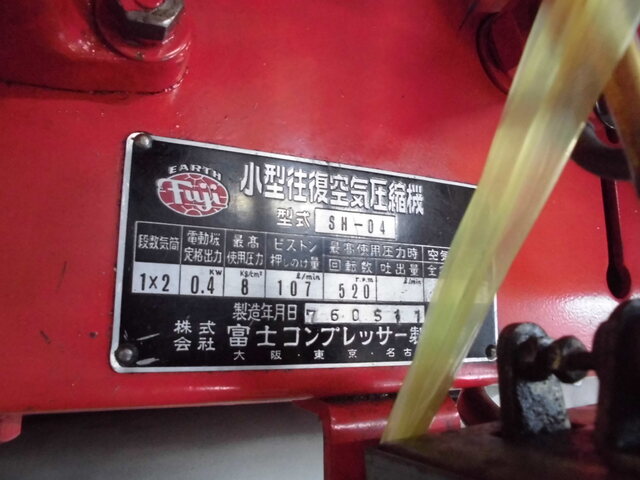 EARTH
Fuji
小型往復空気圧縮機
型式 SH-04
段数気筒 電動機定格出力 最高使用圧力 ピストン押しのけ量 最高使用圧力時 空気
回転数 吐出量
KW kg/cm² ℓ/min r.p.m ℓ/min
1×2 0.4 8 107 520
製造年月日
株式会社 富士コンプレッサー製
大阪・東京・名古